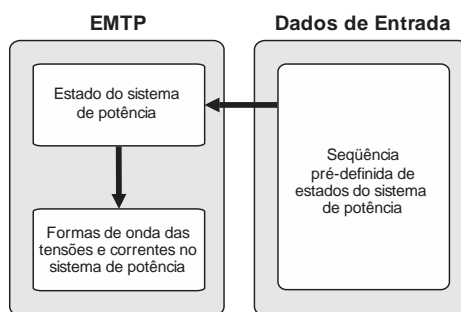 EMTP
Estado do sistema
de potência
Formas de onda das
tensões e correntes no
sistema de potência
Dados de Entrada
Seqüência
pré-definida de
estados do sistema
de potência